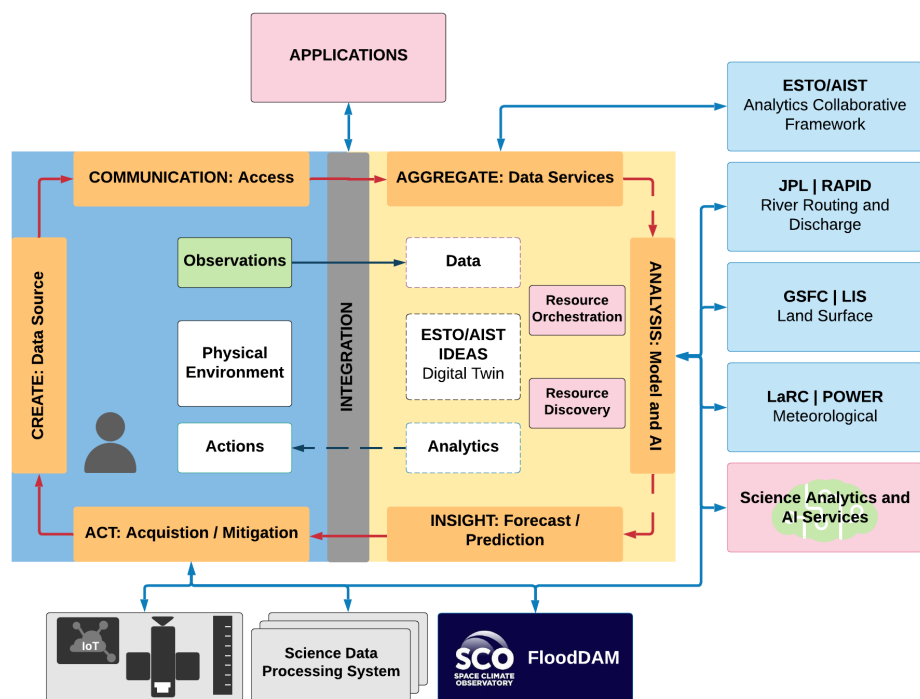 APPLICATIONS
ESTO/AIST
Analytics Collaborative
Framework
COMMUNICATION: Access
AGGREGATE: Data Services
JPL | RAPID
River Routing and
Discharge
CREATE: Data Source
Observations
INTEGRATION
Data
ANALYSIS: Model and AI
Resource
Orchestration
GSFC | LIS
Land Surface
Physical
Environment
ESTO/AIST
IDEAS
Digital Twin
Resource
Discovery
LaRC | POWER
Meteorological
Actions
Analytics
Science Analytics and
AI Services
ACT: Acquistion / Mitigation
INSIGHT: Forecast /
Prediction
IoT
Science Data
Processing System
SCO
SPACE CLIMATE
OBSERVATORY
FloodDAM